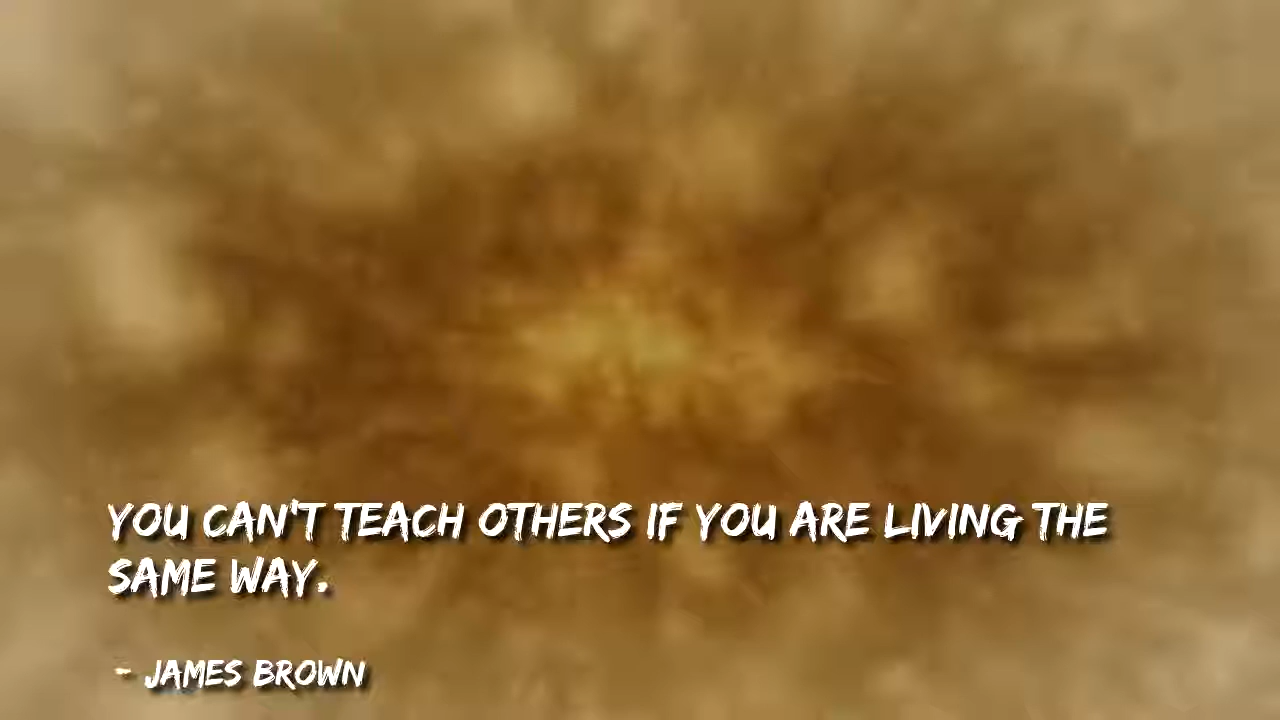 YOU CAN'T TEACH OTHERS IF YOU ARE LIVING THE
SAME WAY.
- JAMES BROWN